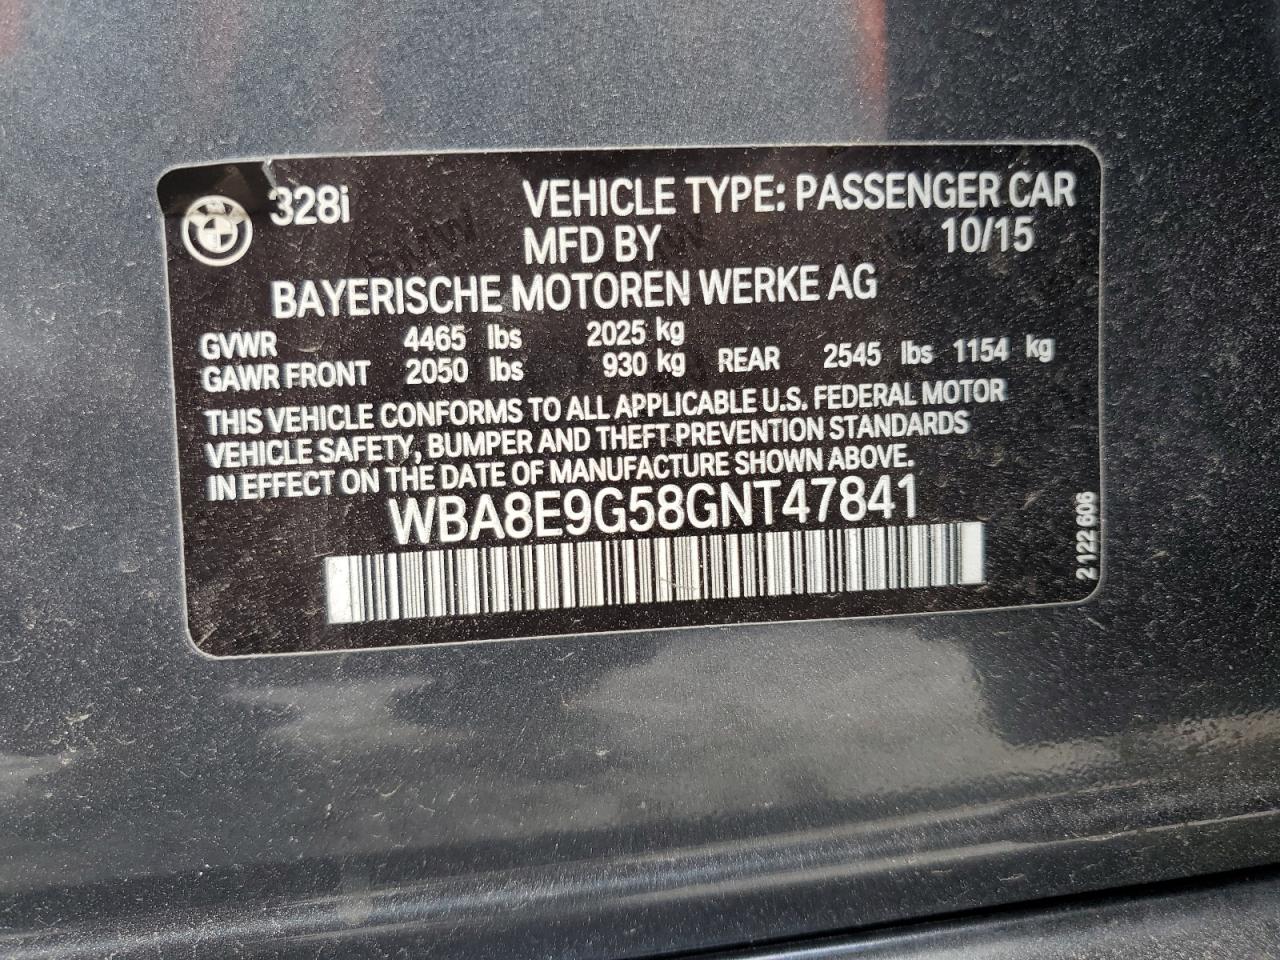 328i VEHICLE TYPE: PASSENGER CAR
MFD BY 10/15
BAYERISCHE MOTOREN WERKE AG
GVWR 4465 lbs 2025 kg
GAWR FRONT 2050 lbs 930 kg REAR 2545 lbs 1154 kg
THIS VEHICLE CONFORMS TO ALL APPLICABLE U.S. FEDERAL MOTOR
VEHICLE SAFETY, BUMPER AND THEFT PREVENTION STANDARDS
IN EFFECT ON THE DATE OF MANUFACTURE SHOWN ABOVE.
WBA8E9G58GNT47841
2 122 606